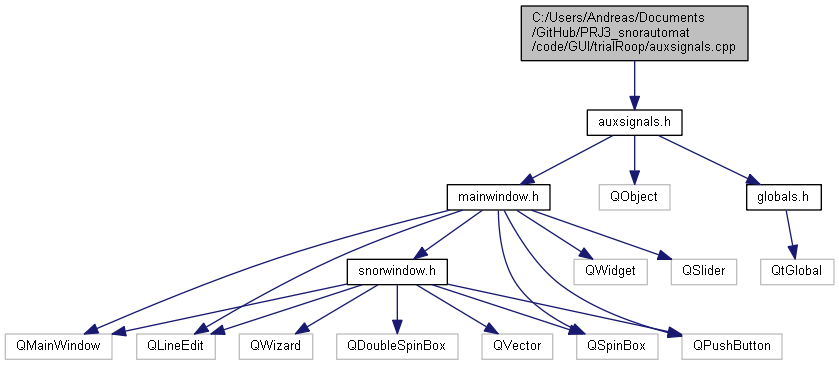 C:/Users/Andreas/Documents
/GitHub/PRJ3_snorautomat
/code/GUI/trialRoop/auxsignals.cpp
auxsignals.h
mainwindow.h
QObject
globals.h
snorwindow.h
QWidget
QSlider
QtGlobal
QMainWindow
QLineEdit
QWizard
QDoubleSpinBox
QVector
QSpinBox
QPushButton